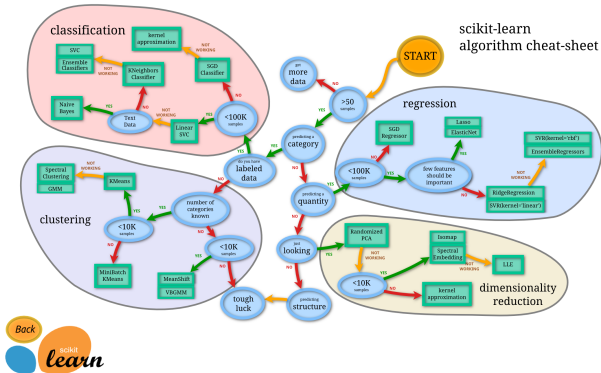 scikit-learn
algorithm cheat-sheet
classification
kernel
approximation
SVC
Ensemble
Classifiers
NOT
WORKING
KNeighbors
Classifier
NOT
WORKING
SGD
Classifier
START
get
more
data
NO
>50
samples
YES
regression
Naive
Bayes
YES
Text
Data
NO
NOT
WORKING
Linear
SVC
YES
<100K
samples
NO
predicting a
category
YES
NO
do you have
labeled
data
YES
NO
SGD
Regressor
NO
<100K
samples
YES
Lasso
ElasticNet
YES
few features
should be
important
NO
SVR(kernel='rbf')
EnsembleRegressors
NOT
WORKING
RidgeRegression
SVR(kernel='linear')
predicting a
quantity
YES
NO
clustering
Spectral
Clustering
GMM
NOT
WORKING
KMeans
YES
<10K
samples
NO
MiniBatch
KMeans
number of
categories
known
YES
NO
<10K
samples
YES
NO
MeanShift
VBGMM
tough
luck
just
looking
YES
NO
predicting
structure
Randomized
PCA
NOT
WORKING
<10K
samples
YES
NO
Isomap
Spectral
Embedding
NOT
WORKING
LLE
kernel
approximation
dimensionality
reduction
Back
scikit
learn